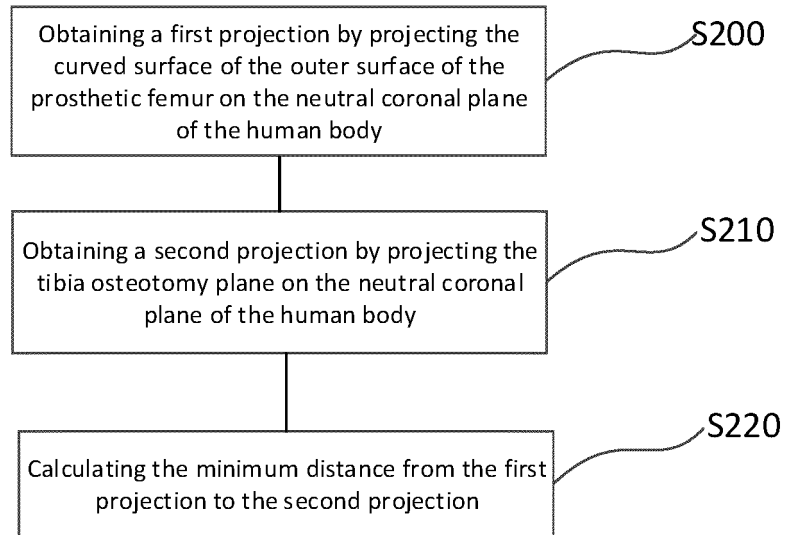 Obtaining a first projection by projecting the
curved surface of the outer surface of the
prosthetic femur on the neutral coronal plane
of the human body
S200
Obtaining a second projection by projecting the
tibia osteotomy plane on the neutral coronal
plane of the human body
S210
Calculating the minimum distance from the first
projection to the second projection
S220